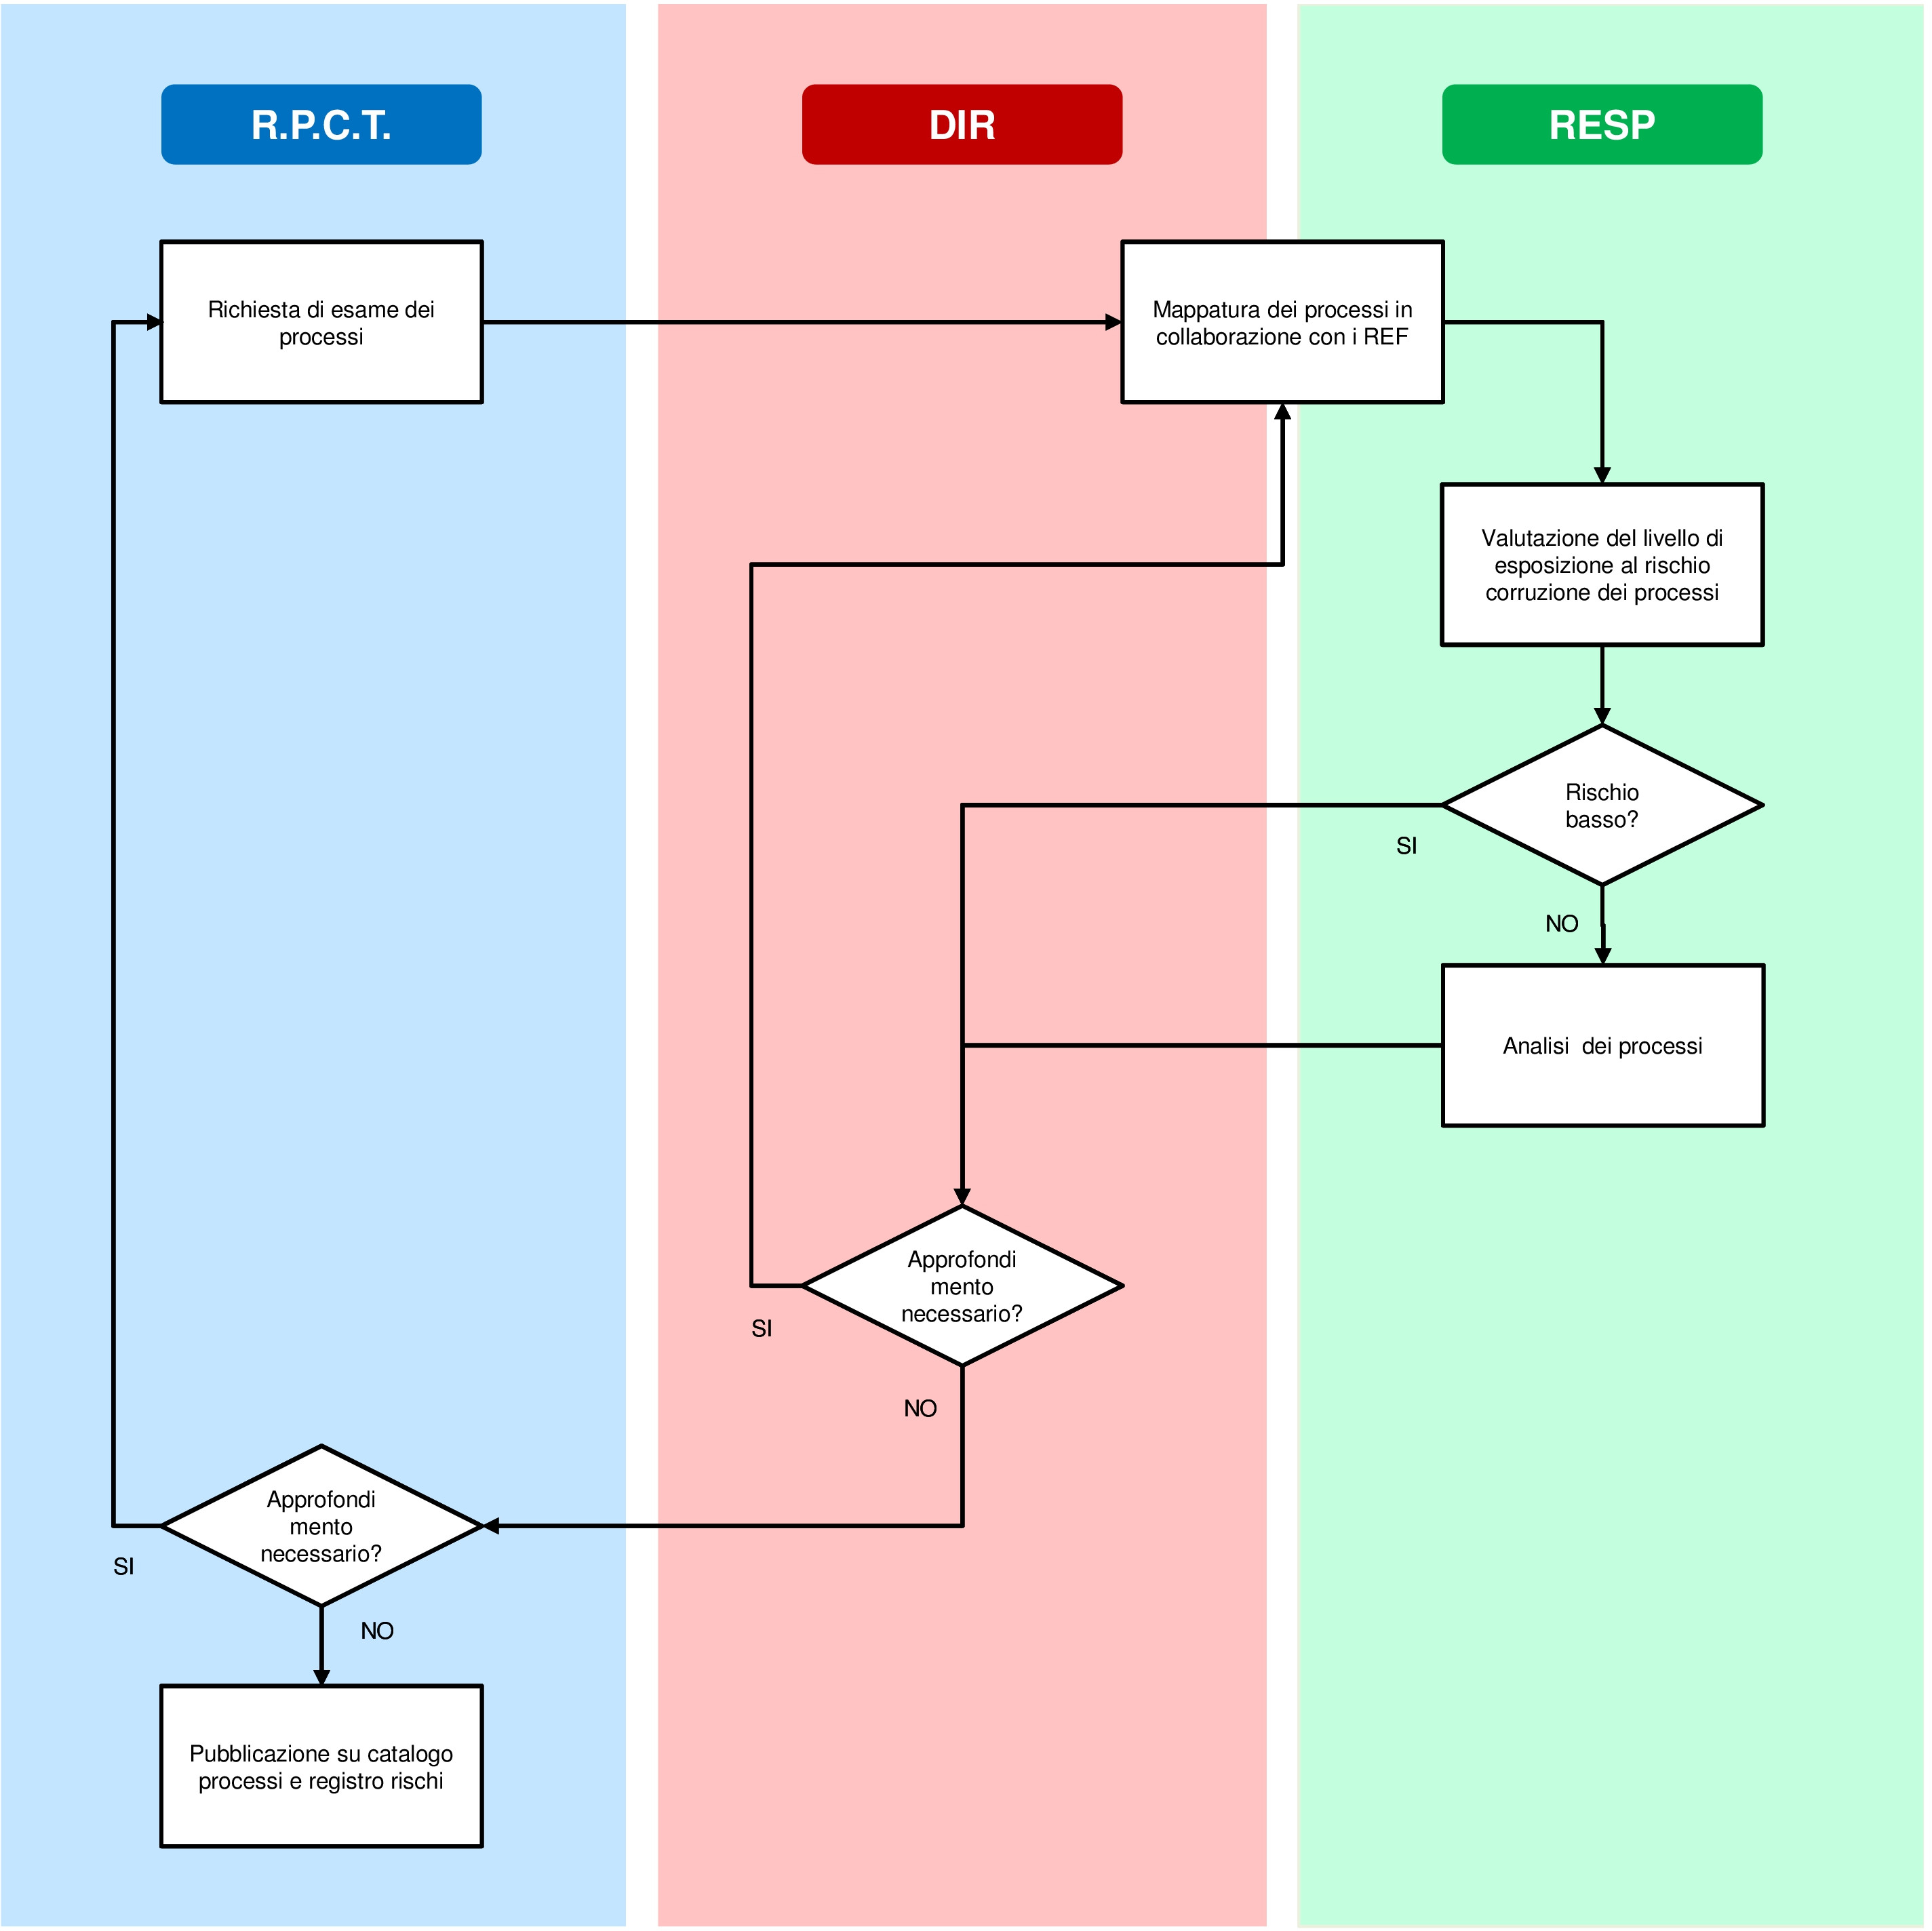 R.P.C.T.
DIR
RESP
Richiesta di esame dei
processi
Mappatura dei processi in
collaborazione con i REF
Valutazione del livello di
esposizione al rischio
corruzione dei processi
Rischio
basso?
SI
NO
Analisi  dei processi
Approfondi
mento
necessario?
SI
NO
Approfondi
mento
necessario?
SI
NO
Pubblicazione su catalogo
processi e registro rischi